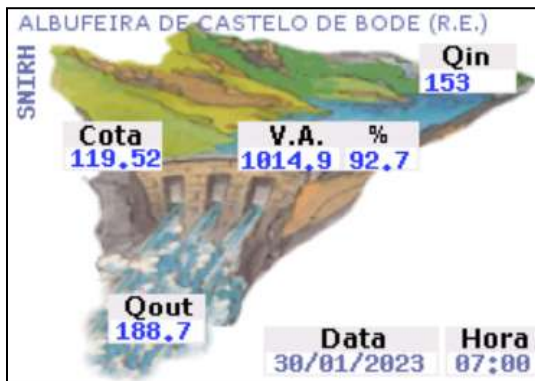 ALBUFEIRA DE CASTELO DE BODE (R.E.)
SNIRH
Qin
153
Cota
119.52
V.A. %
1014.9 92.7
Qout
188.7
Data Hora
30/01/2023 07:00